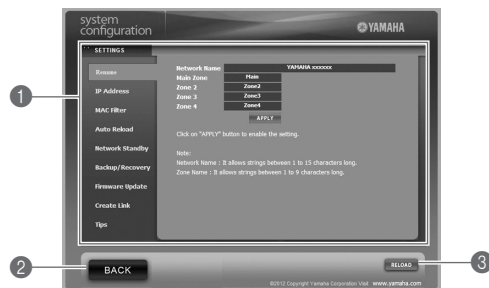 system
configuration
YAMAHA
SETTINGS
Rename
IP Address
MAC Filter
Auto Reload
Network Standby
Backup/Recovery
Firmware Update
Create Link
Tips
Network Name YAMAHA xxxxxx
Main Zone Main
Zone 2 Zone2
Zone 3 Zone3
Zone 4 Zone4
APPLY
Click on "APPLY" button to enable the setting.
Note:
Network Name : It allows strings between 1 to 15 characters long.
Zone Name : It allows strings between 1 to 9 characters long.
1
2
BACK
RELOAD
3
©2012 Copyright Yamaha Corporation Visit www.yamaha.com